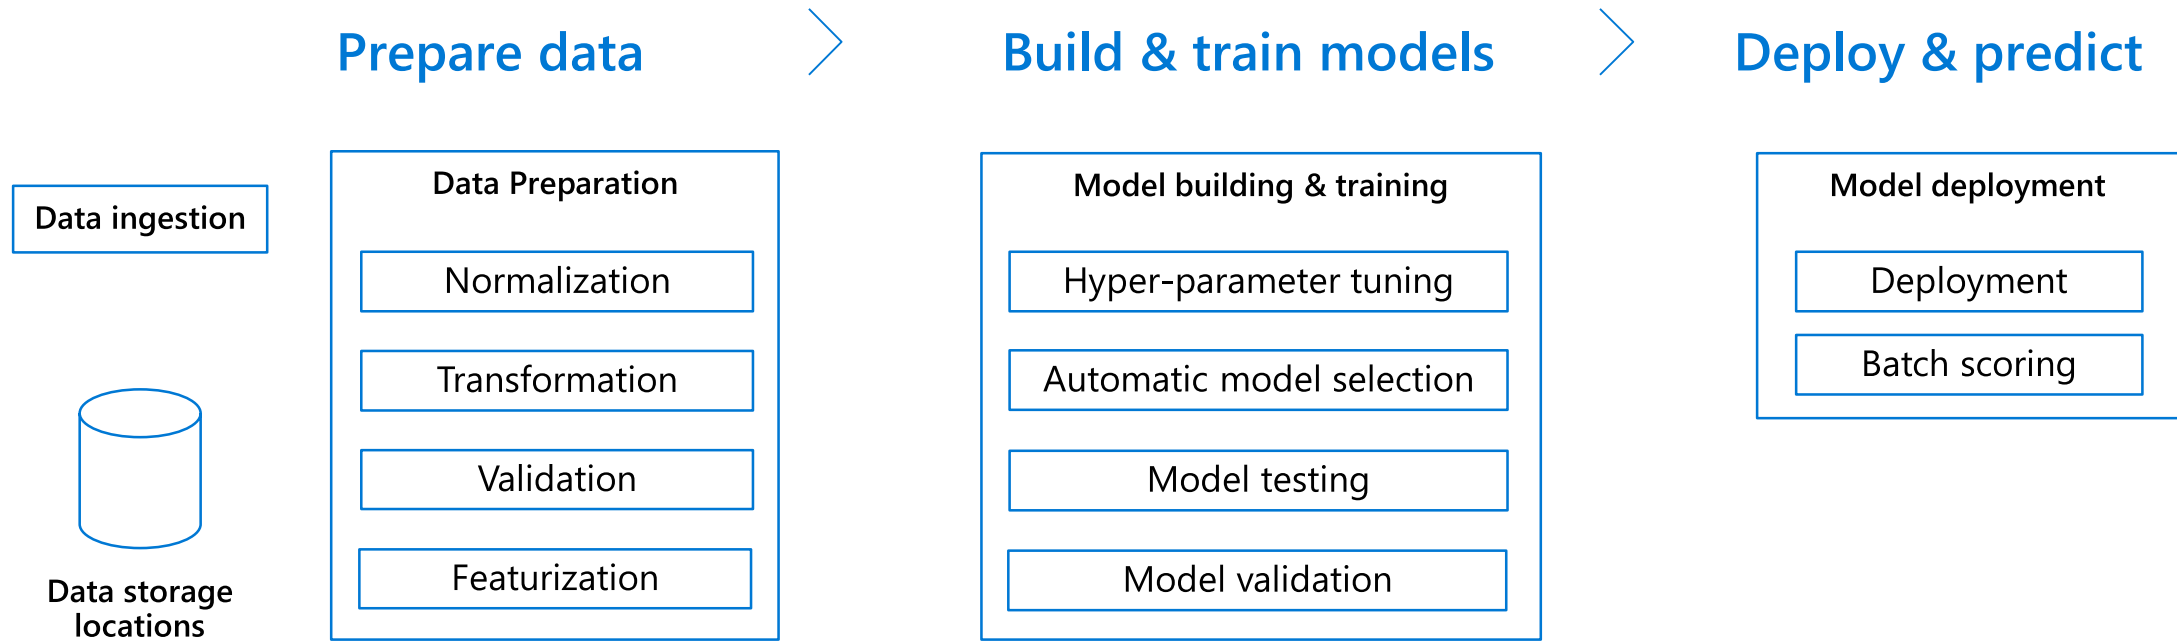 Prepare data
Build & train models
Deploy & predict
Data ingestion
Data storage
locations
Data Preparation
Normalization
Transformation
Validation
Featurization
Model building & training
Hyper-parameter tuning
Automatic model selection
Model testing
Model validation
Model deployment
Deployment
Batch scoring